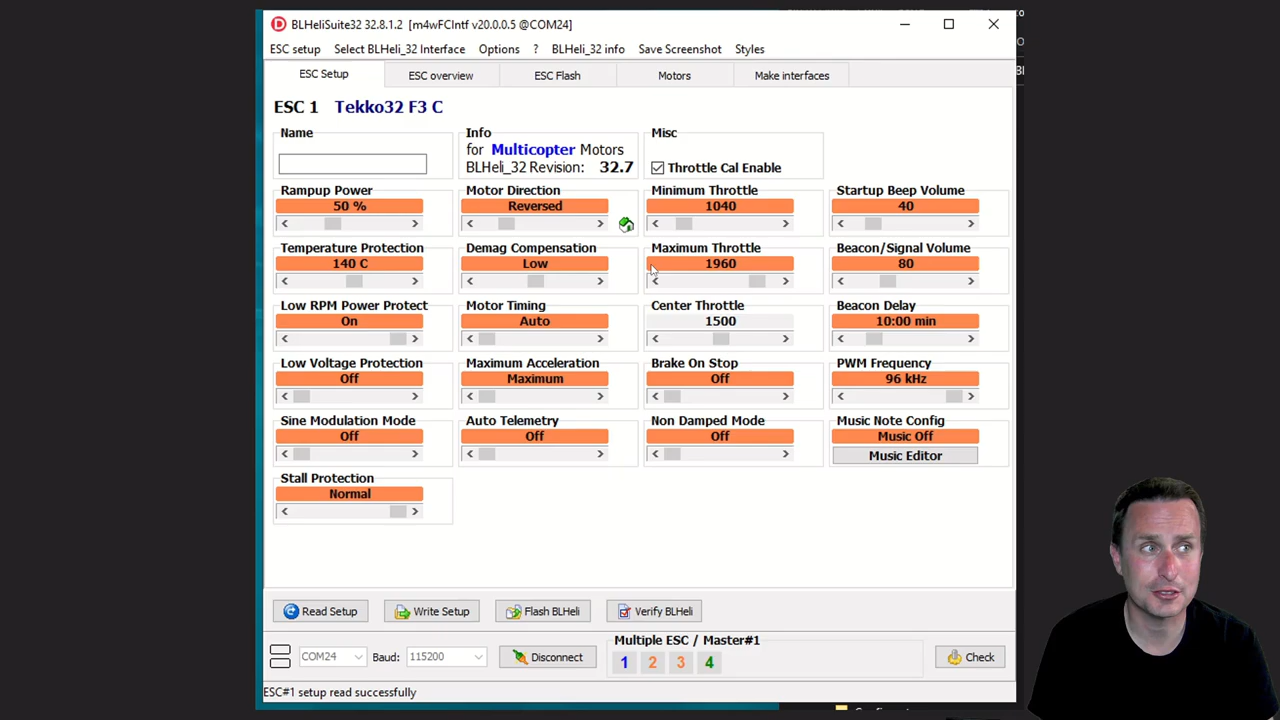 BLHeliSuite32 32.8.1.2 [m4wFCIntf v20.0.0.5 @COM24]
ESC setup Select BLHeli_32 Interface Options ? BLHeli_32 info Save Screenshot Styles
ESC Setup ESC overview ESC Flash Motors Make interfaces
ESC 1 Tekko32 F3 C
Name Info Misc
for Multicopter Motors
BLHeli_32 Revision: 32.7 Throttle Cal Enable
Rampup Power Motor Direction Minimum Throttle Startup Beep Volume
50 % Reversed 1040 40
Temperature Protection Demag Compensation Maximum Throttle Beacon/Signal Volume
140 C Low 1960 80
Low RPM Power Protect Motor Timing Center Throttle Beacon Delay
On Auto 1500 10:00 min
Low Voltage Protection Maximum Acceleration Brake On Stop PWM Frequency
Off Maximum Off 96 kHz
Sine Modulation Mode Auto Telemetry Non Damped Mode Music Note Config
Off Off Off Music Off
Music Editor
Stall Protection
Normal
Read Setup Write Setup Flash BLHeli Verify BLHeli
Multiple ESC / Master#1
COM24 Baud: 115200 Disconnect 1 2 3 4 Check
ESC#1 setup read successfully